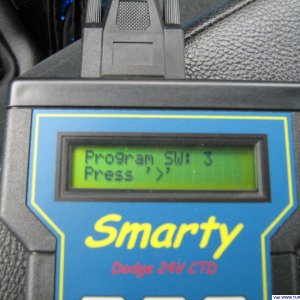 Program SW: 3
Press '>'
Smarty
Dodge 24V CTD